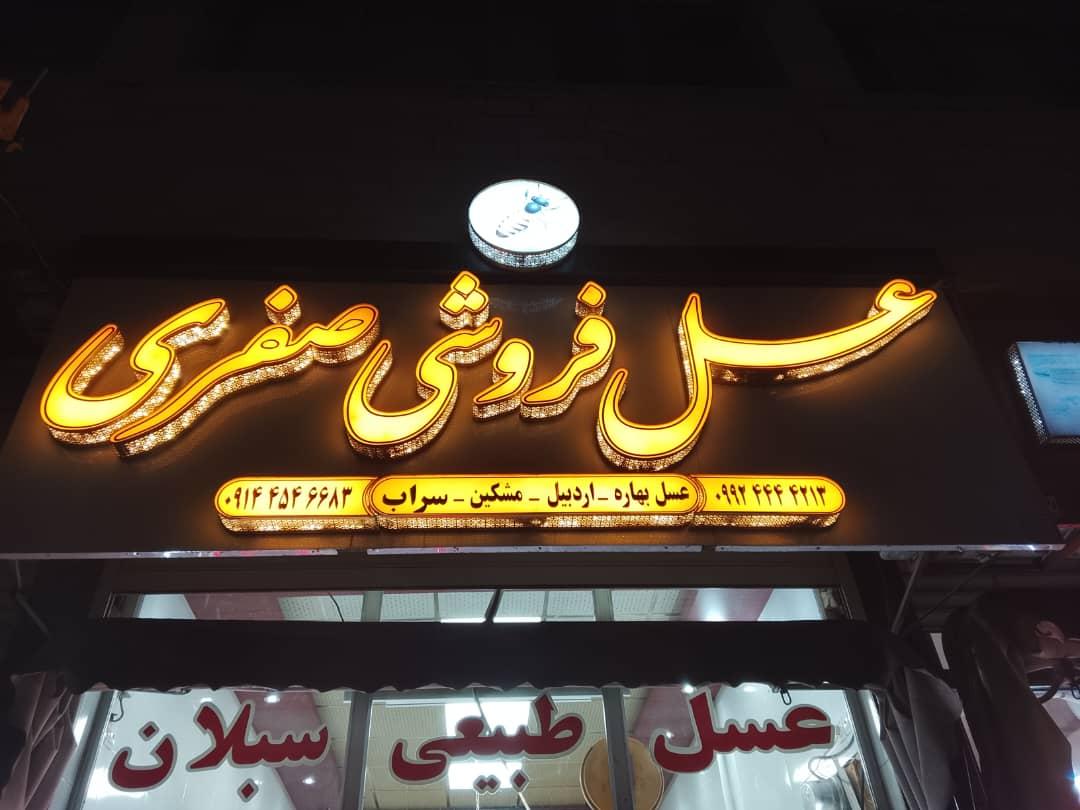 عسل فروشی صفری
۰۹۹۲ ۴۴۴ ۴۲۱۳ عسل بهاره - اردبیل - مشکین - سراب ۰۹۱۴ ۴۵۴ ۶۶۸۳
عسل طبیعی سبلان